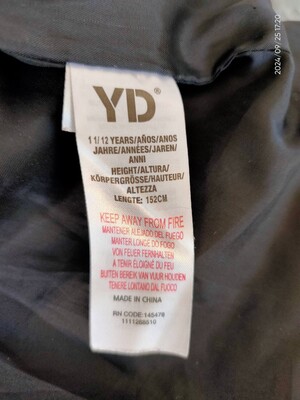 2024/09/25 17:20
YD®
11/12 YEARS/AÑOS/ANOS
JAHRE/ANNÉES/JAREN/
ANNI
HEIGHT/ALTURA/
KÖRPERGRÖSSE/HAUTEUR/
ALTEZZA
LENGTE: 152CM
KEEP AWAY FROM FIRE
MANTENER ALEJADO DEL FUEGO
MANTER LONGE DO FOGO
VON FEUER FERNHALTEN
À TENIR ÉLOIGNÉ DU FEU
BUITEN BEREIK VAN VUUR HOUDEN
TENERE LONTANO DAL FUOCO
MADE IN CHINA
RN CODE:145476